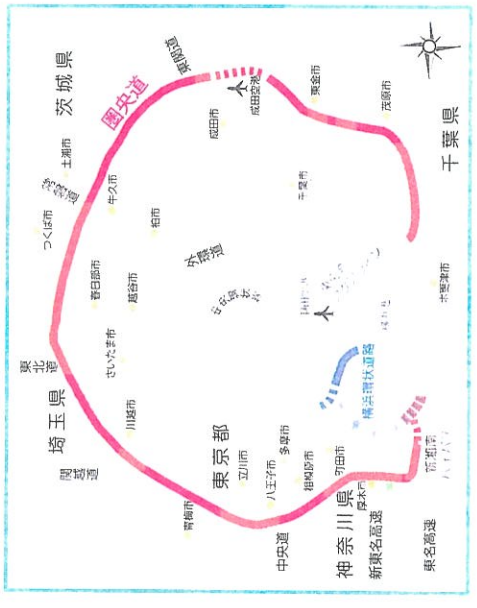 茨城県
圏央道
東関道
成田市
成田空港
東金市
茂原市
千葉県
土浦市
常磐道
つくば市
牛久市
柏市
千葉市
春日部市
越谷市
外環道
木更津市
東北道
さいたま市
埼玉県
川越市
関越道
横浜環状道路
東京都
立川市
多摩市
八王子市
相模原市
町田市
青梅市
中央道
神奈川県
厚木市
新東名高速
東名高速
新湘南